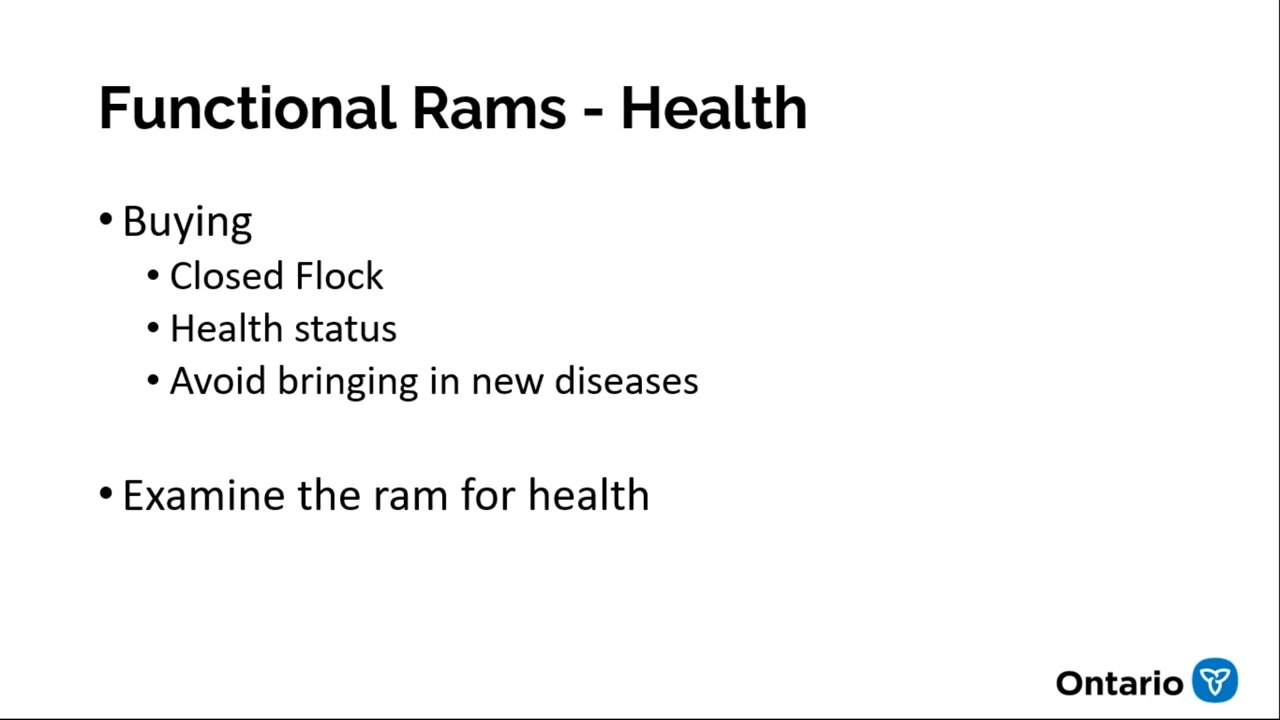 Functional Rams - Health
• Buying
• Closed Flock
• Health status
• Avoid bringing in new diseases
• Examine the ram for health
Ontario